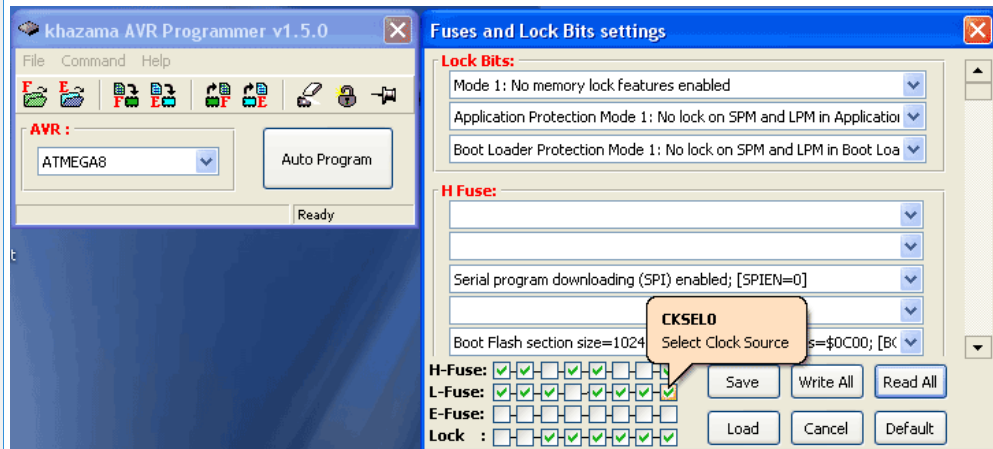 khazama AVR Programmer v1.5.0
File Command Help
AVR :
ATMEGA8
Auto Program
Ready
t
Fuses and Lock Bits settings
Lock Bits:
Mode 1: No memory lock features enabled
Application Protection Mode 1: No lock on SPM and LPM in Application
Boot Loader Protection Mode 1: No lock on SPM and LPM in Boot Loa
H Fuse:
Serial program downloading (SPI) enabled; [SPIEN=0]
CKSEL0
Select Clock Source
Boot Flash section size=1024 s=$0C00; [BC
H-Fuse:
L-Fuse:
E-Fuse:
Lock :
Save
Write All
Read All
Load
Cancel
Default